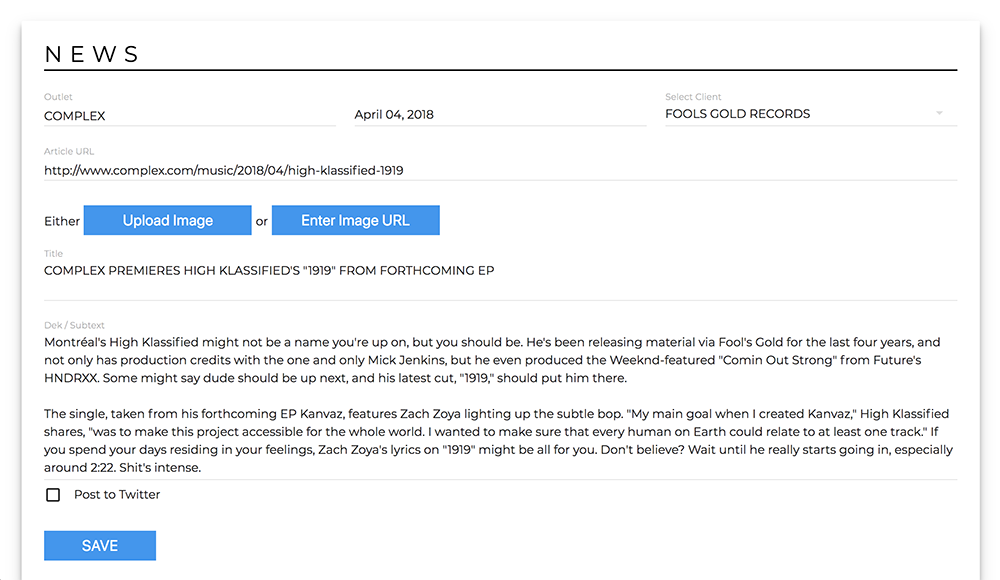 NEWS
Outlet
COMPLEX
April 04, 2018
Select Client
FOOLS GOLD RECORDS
Article URL
http://www.complex.com/music/2018/04/high-klassified-1919
Either Upload Image or Enter Image URL
Title
COMPLEX PREMIERES HIGH KLASSIFIED'S "1919" FROM FORTHCOMING EP
Dek / Subtext
Montréal's High Klassified might not be a name you're up on, but you should be. He's been releasing material via Fool's Gold for the last four years, and
not only has production credits with the one and only Mick Jenkins, but he even produced the Weeknd-featured "Comin Out Strong" from Future's
HNDRXX. Some might say dude should be up next, and his latest cut, "1919," should put him there.
The single, taken from his forthcoming EP Kanvaz, features Zach Zoya lighting up the subtle bop. "My main goal when I created Kanvaz," High Klassified
shares, "was to make this project accessible for the whole world. I wanted to make sure that every human on Earth could relate to at least one track." If
you spend your days residing in your feelings, Zach Zoya's lyrics on "1919" might be all for you. Don't believe? Wait until he really starts going in, especially
around 2:22. Shit's intense.
Post to Twitter
SAVE